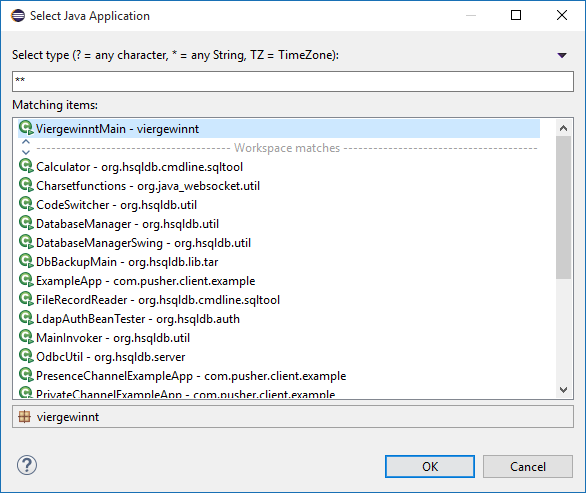 Select Java Application
Select type (? = any character, * = any String, TZ = TimeZone):
**
Matching items:
ViergewinntMain - viergewinnt
Workspace matches
Calculator - org.hsqldb.cmdline.sqltool
Charsetfunctions - org.java_websocket.util
CodeSwitcher - org.hsqldb.util
DatabaseManager - org.hsqldb.util
DatabaseManagerSwing - org.hsqldb.util
DbBackupMain - org.hsqldb.lib.tar
ExampleApp - com.pusher.client.example
FileRecordReader - org.hsqldb.cmdline.sqltool
LdapAuthBeanTester - org.hsqldb.auth
MainInvoker - org.hsqldb.util
OdbcUtil - org.hsqldb.server
PresenceChannelExampleApp - com.pusher.client.example
PrivateChannelExampleApp - com.pusher.client.example
viergewinnt
?
OK
Cancel